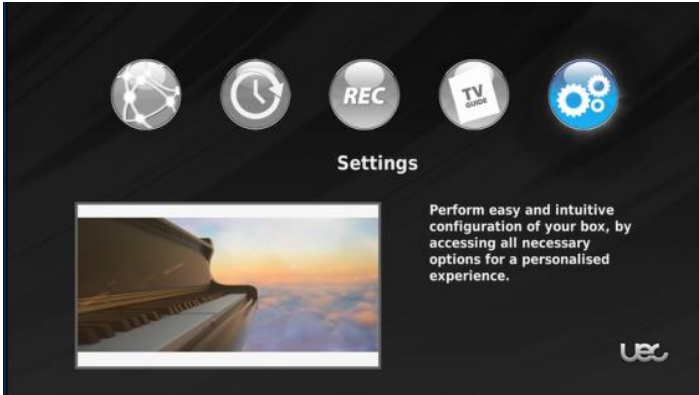 REC
TV
GUIDE
Settings
Perform easy and intuitive
configuration of your box, by
accessing all necessary
options for a personalised
experience.
UEC